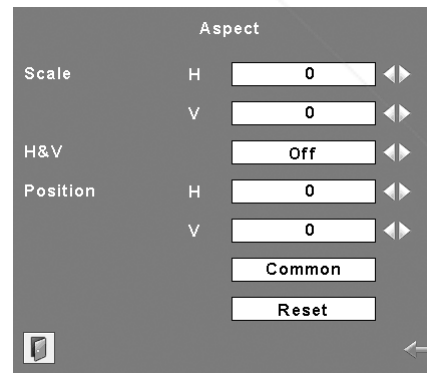 Aspect
Scale H 0
V 0
H&V Off
Position H 0
V 0
Common
Reset